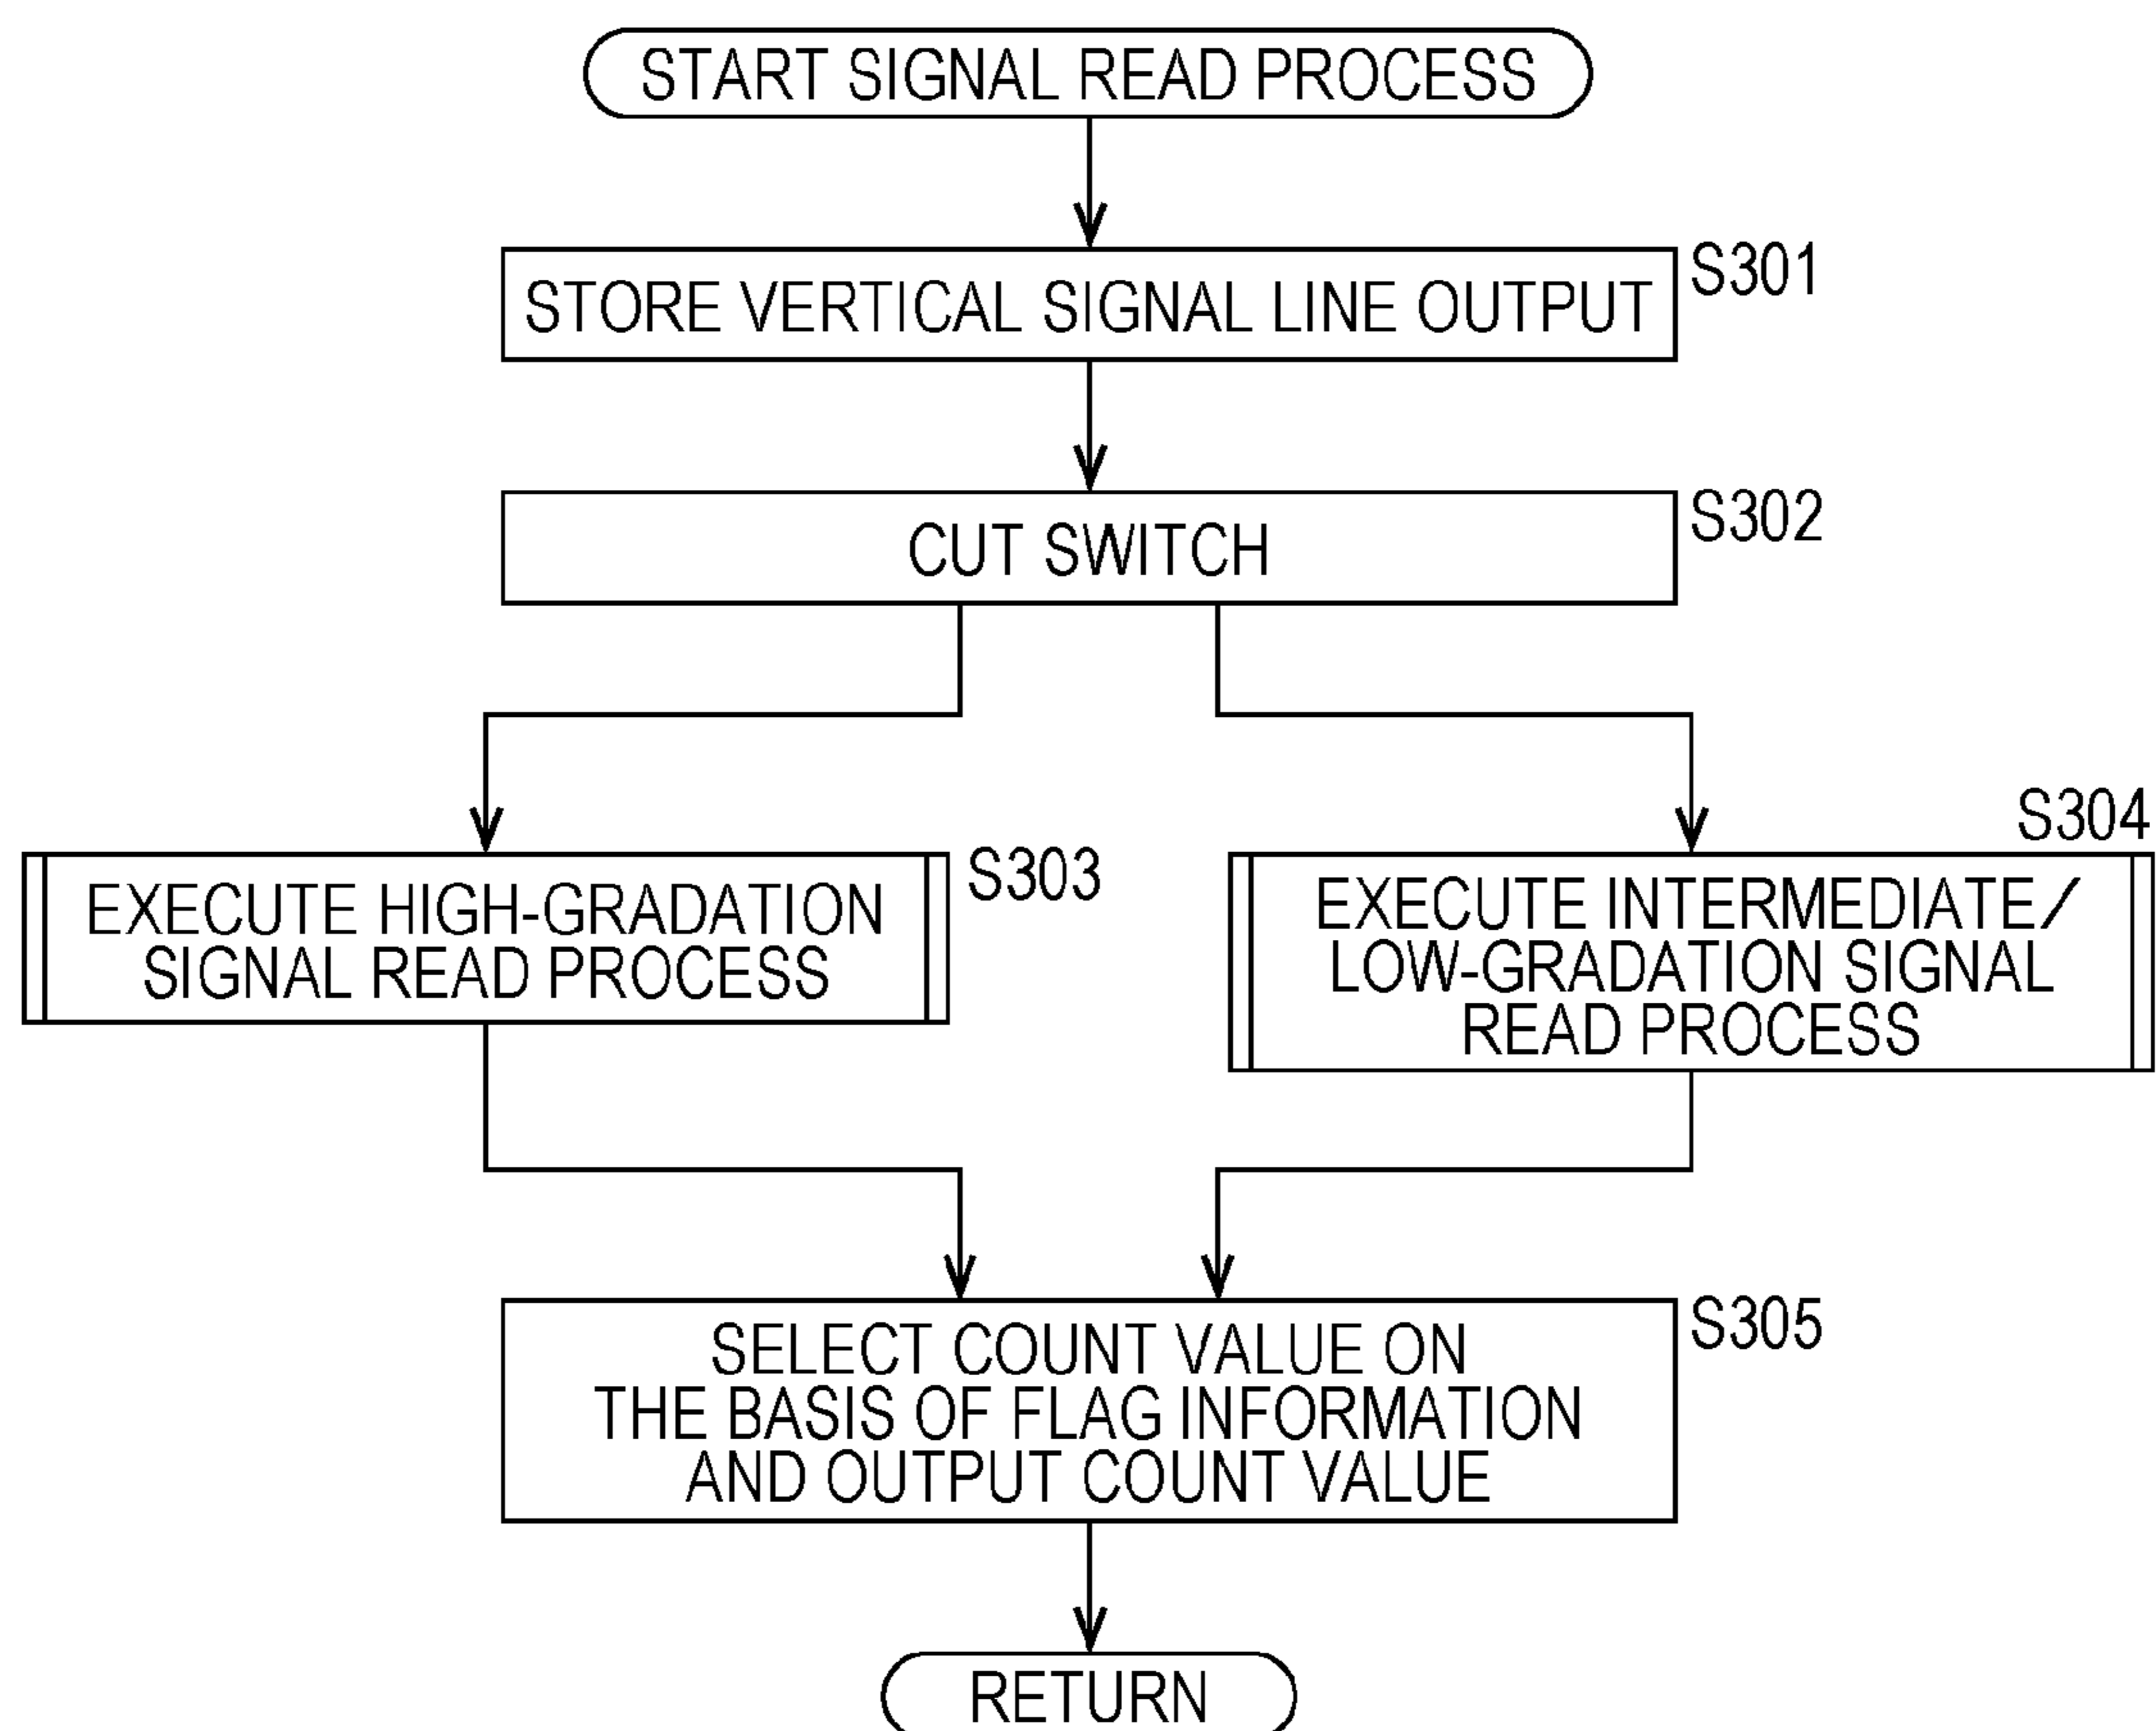 START SIGNAL READ PROCESS
STORE VERTICAL SIGNAL LINE OUTPUT
S301
CUT SWITCH
S302
EXECUTE HIGH-GRADATION
SIGNAL READ PROCESS
S303
EXECUTE INTERMEDIATE/
LOW-GRADATION SIGNAL
READ PROCESS
S304
SELECT COUNT VALUE ON
THE BASIS OF FLAG INFORMATION
AND OUTPUT COUNT VALUE
S305
RETURN